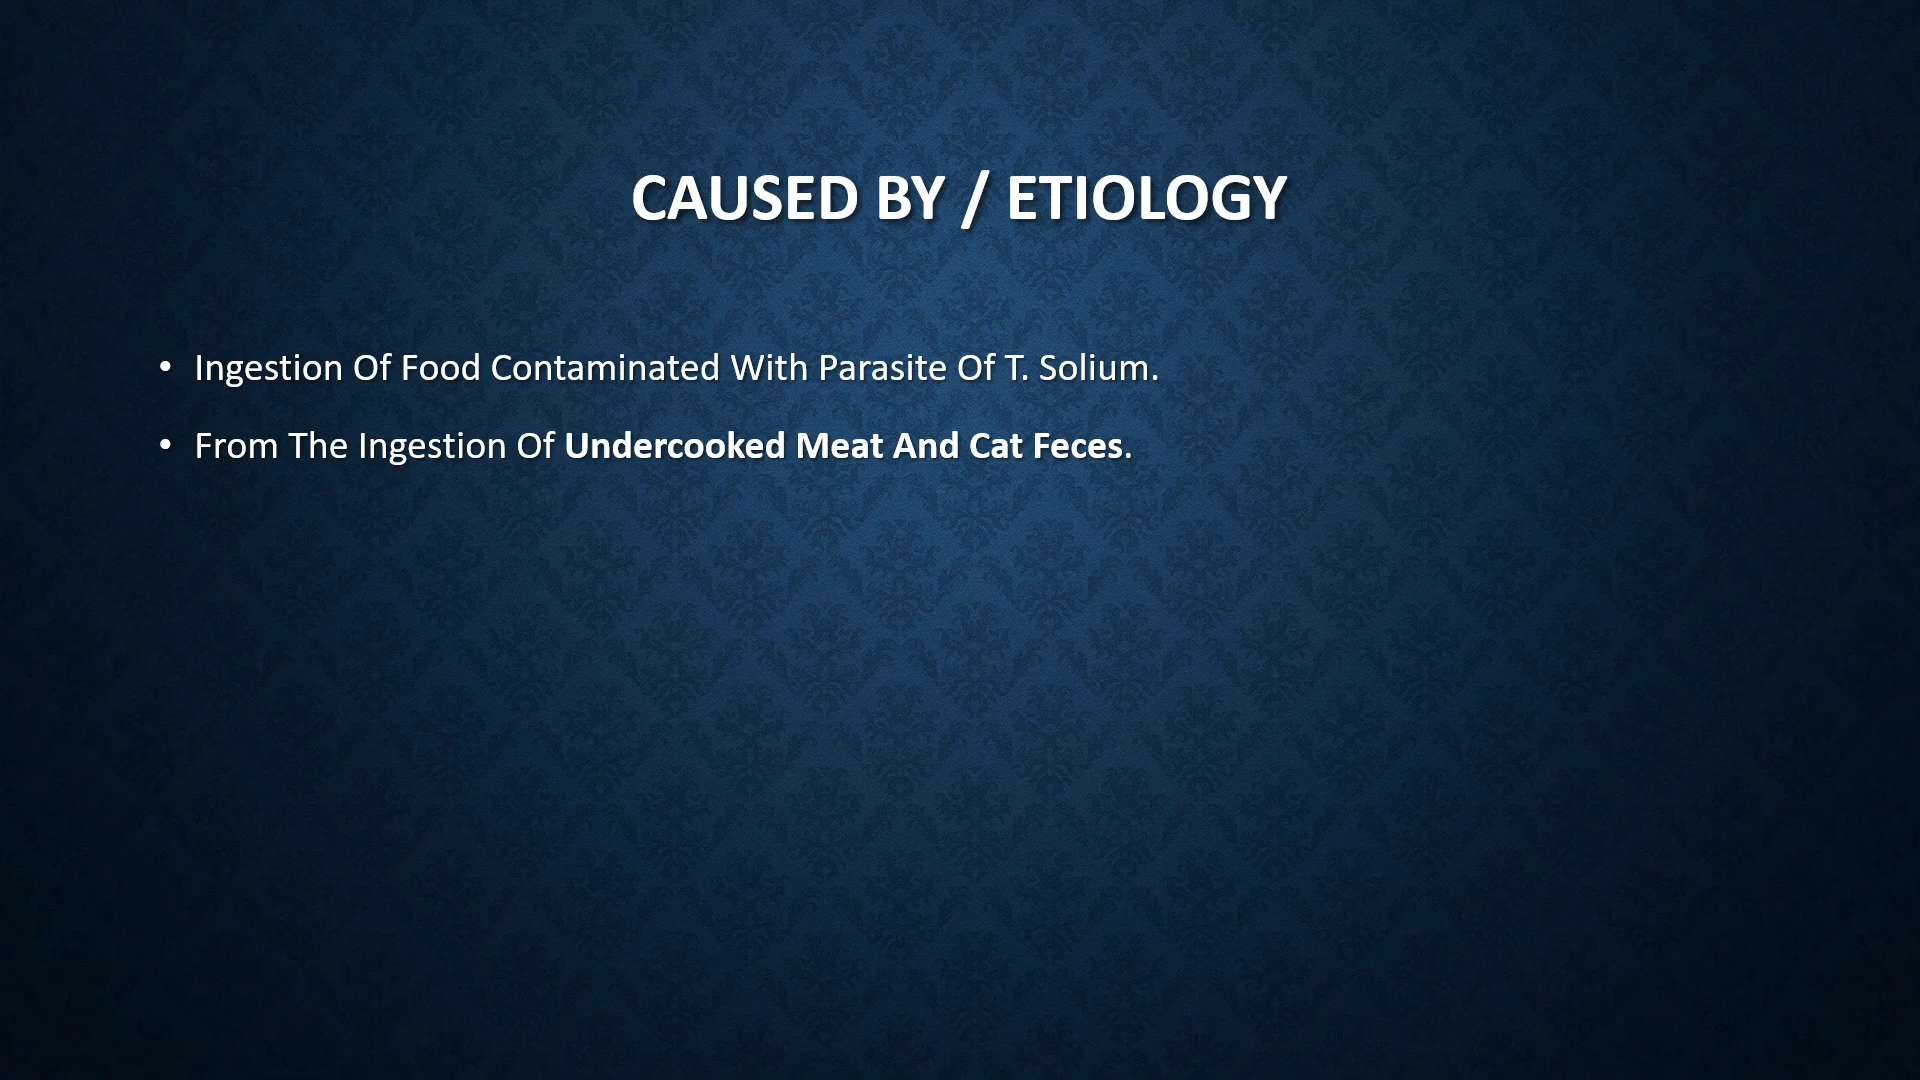 CAUSED BY / ETIOLOGY
• Ingestion Of Food Contaminated With Parasite Of T. Solium.
• From The Ingestion Of Undercooked Meat And Cat Feces.